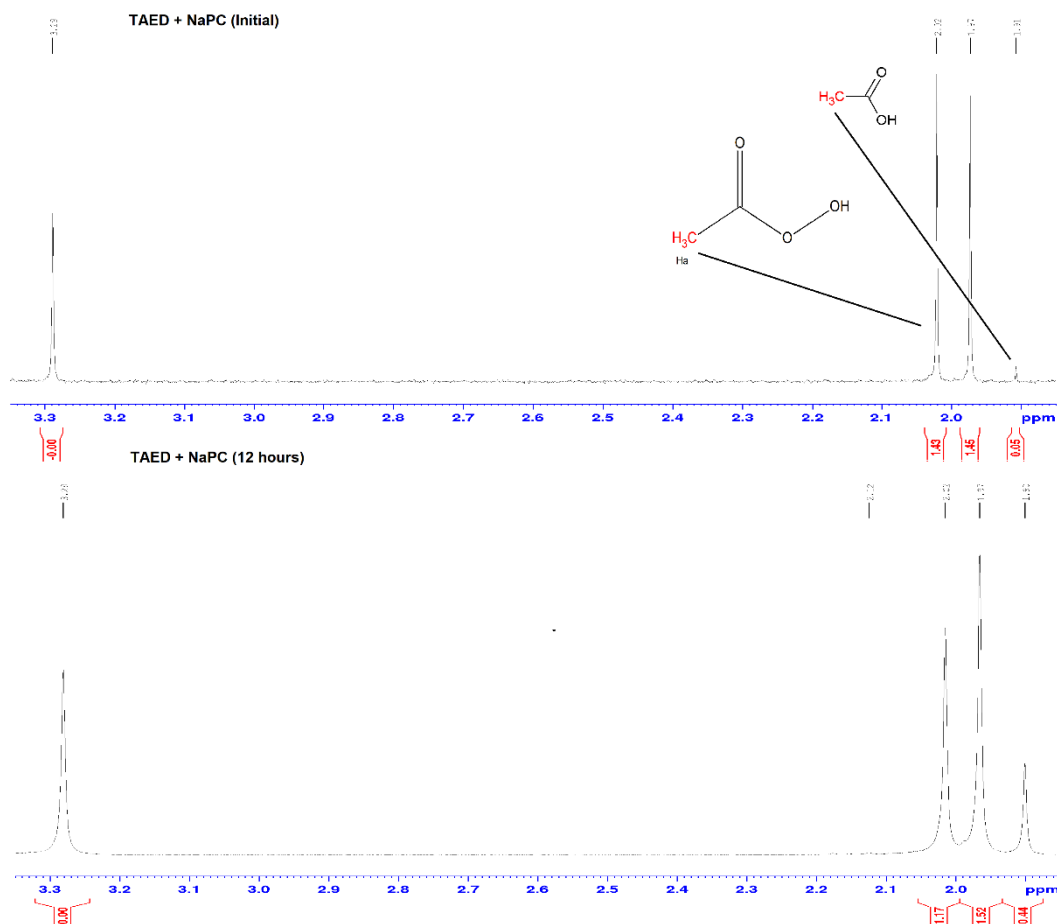 TAED + NaPC (Initial)
3.29
2.02
1.97
1.91
O
H₃C
OH
O
OH
H₃C
O
Ha
3.3 3.2 3.1 3.0 2.9 2.8 2.7 2.6 2.5 2.4 2.3 2.2 2.1 2.0 ppm
-0.00
1.43
1.45
0.05
TAED + NaPC (12 hours)
2.02
1.97
1.90
3.3 3.2 3.1 3.0 2.9 2.8 2.7 2.6 2.5 2.4 2.3 2.2 2.1 2.0 ppm
0.00
1.17
1.52
0.44